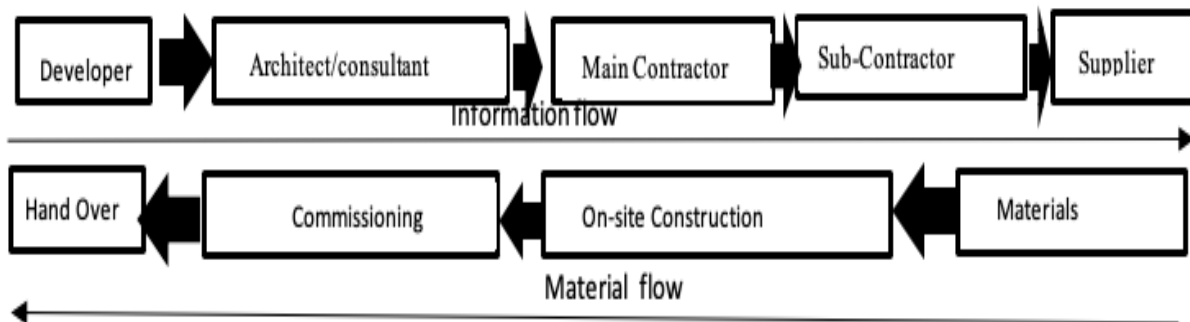 Developer
Architect/consultant
Main Contractor
Sub-Contractor
Supplier
Information flow
Hand Over
Commissioning
On-site Construction
Materials
Material flow